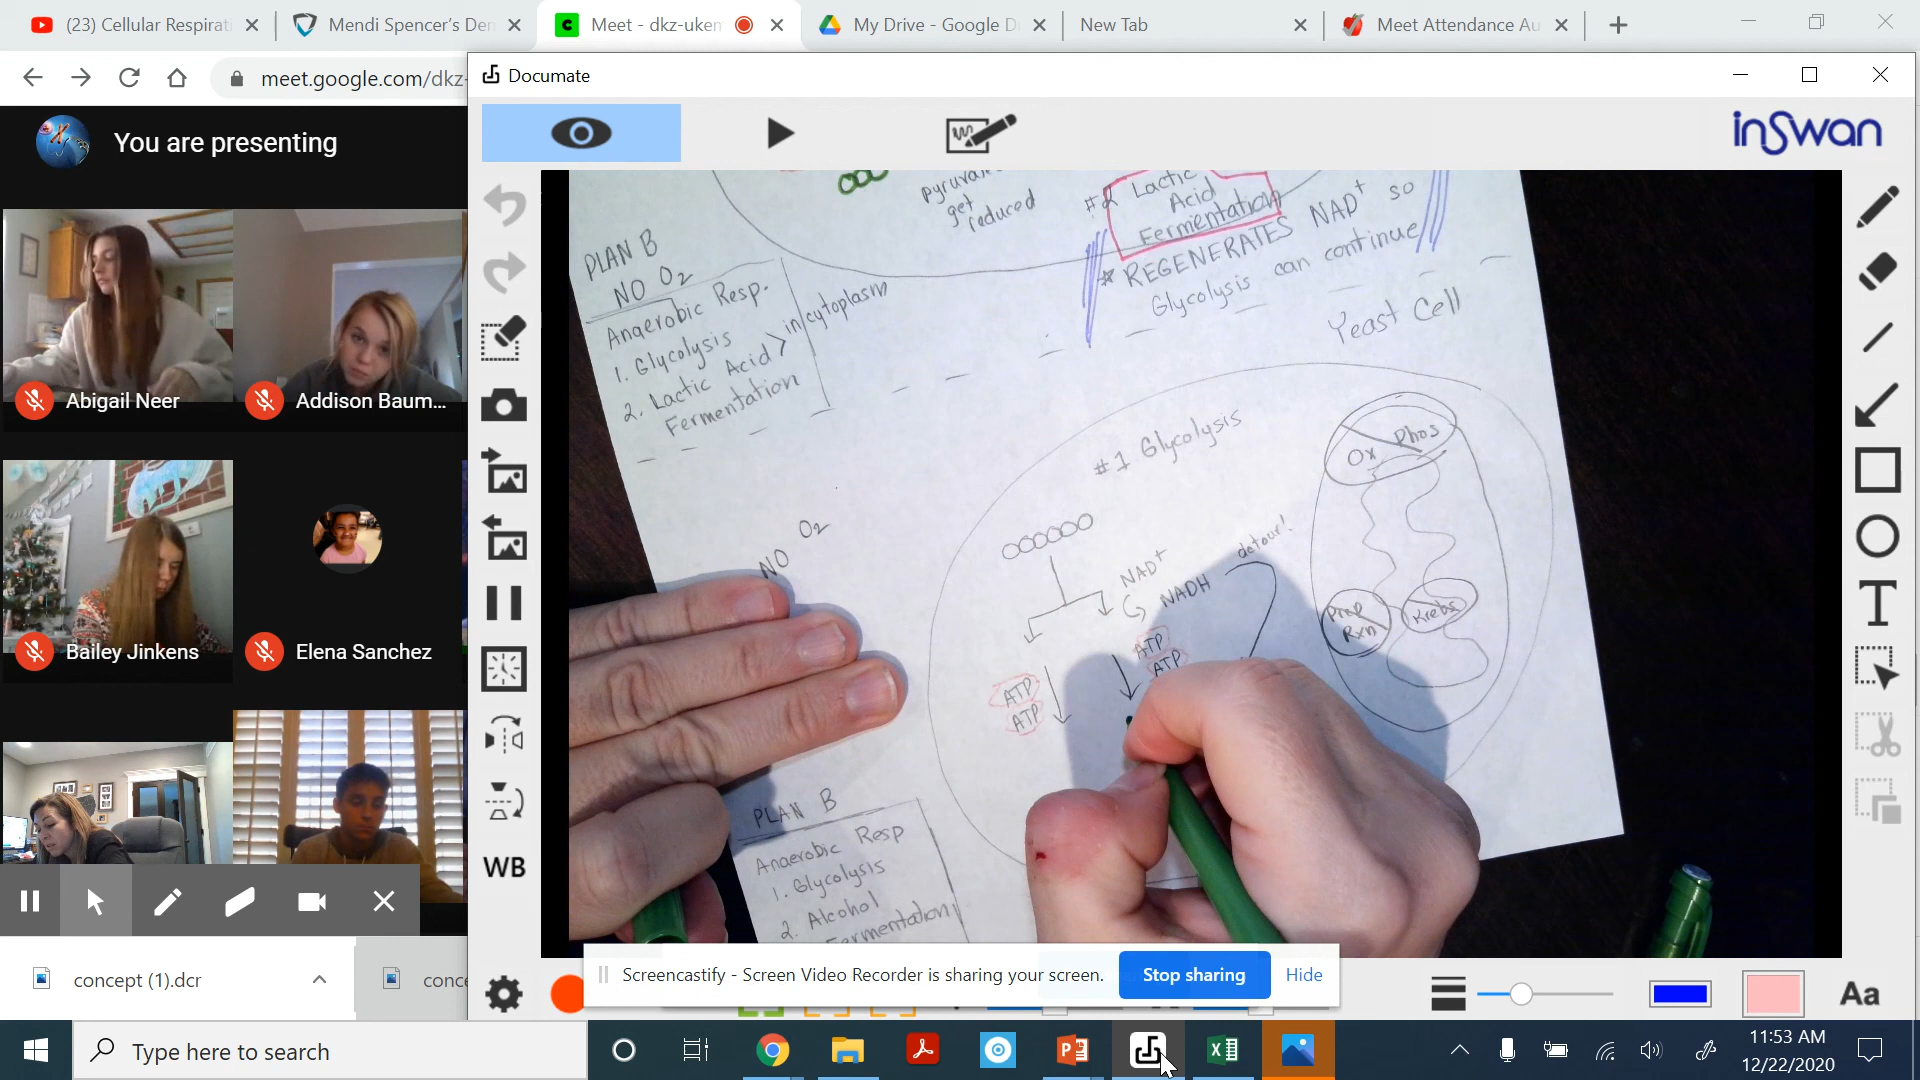 (23) Cellular Respirati
Mendi Spencer's Den
Meet - dkz-uken
My Drive - Google D
New Tab
Meet Attendance Au
meet.google.com/dkz-
Documate
You are presenting
inSwan
Abigail Neer
Addison Baum...
Bailey Jinkens
Elena Sanchez
get
reduced
#2 Lactic
Acid
Fermentation
* REGENERATES NAD+ so
Glycolysis can continue
PLAN B
NO O2
Anaerobic Resp.
1. Glycolysis
2. Lactic Acid
Fermentation
> in cytoplasm
Yeast Cell
#1 Glycolysis
Ox Phos
NO O2
NAD+
NADH
detour!
Prep
Rxn
Krebs
ATP
ATP
ATP
ATP
PLAN B
Anaerobic Resp
1. Glycolysis
2. Alcohol
Fermentation
WB
T
concept (1).dcr
conce
Screencastify - Screen Video Recorder is sharing your screen.
Stop sharing
Hide
Aa
Type here to search
11:53 AM
12/22/2020